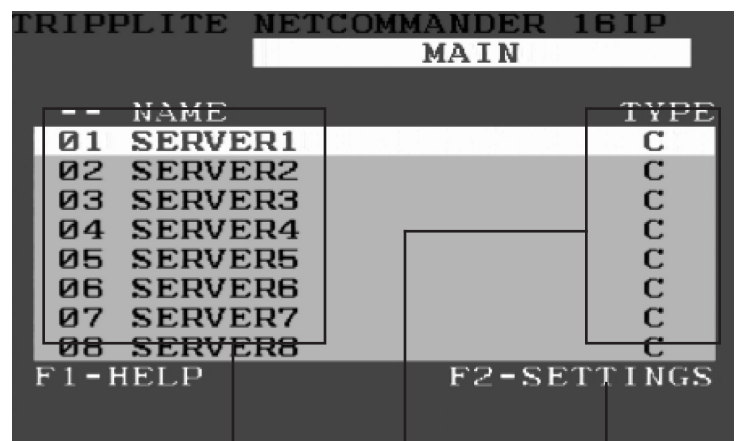 TRIPPLITE NETCOMMANDER 16IP
MAIN
-- NAME TYPE
01 SERVER1 C
02 SERVER2 C
03 SERVER3 C
04 SERVER4 C
05 SERVER5 C
06 SERVER6 C
07 SERVER7 C
08 SERVER8 C
F1-HELP F2-SETTINGS